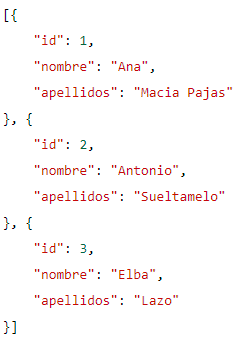 [{
    "id": 1,
    "nombre": "Ana",
    "apellidos": "Macia Pajas"
}, {
    "id": 2,
    "nombre": "Antonio",
    "apellidos": "Sueltamelo"
}, {
    "id": 3,
    "nombre": "Elba",
    "apellidos": "Lazo"
}]